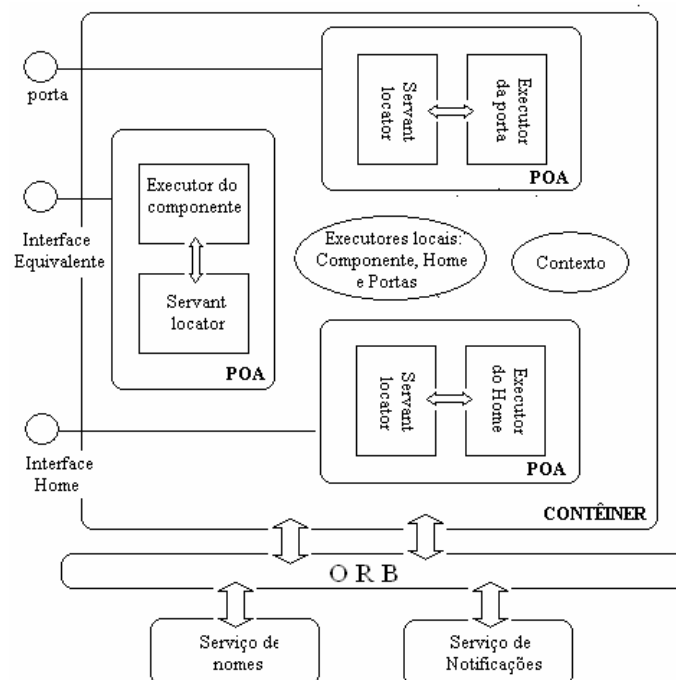 porta
Servant
locator
Executor
da porta
POA
Executor do
componente
Servant
locator
POA
Interface
Equivalente
Executores locais:
Componente, Home
e Portas
Contexto
Servant
locator
Executor
do Home
POA
Interface
Home
CONTÊINER
O R B
Serviço de
nomes
Serviço de
Notificações